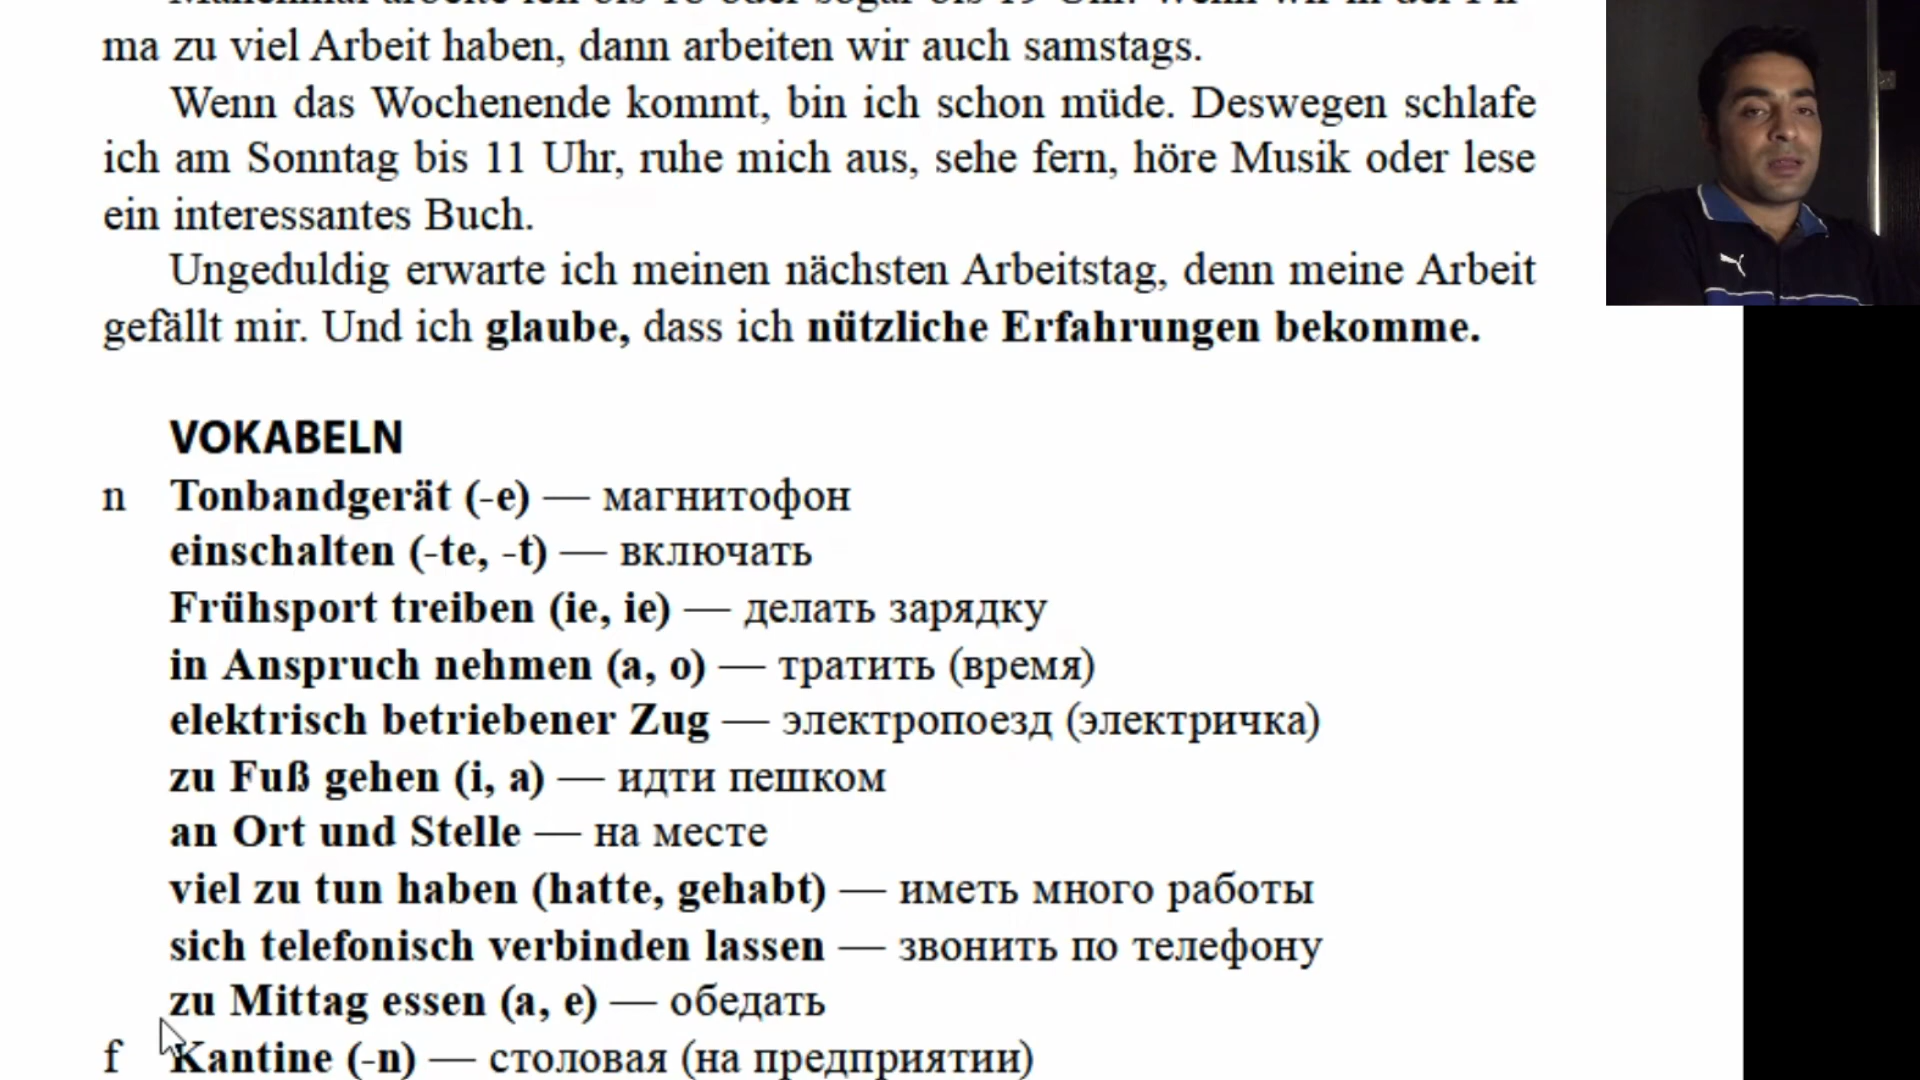 ma zu viel Arbeit haben, dann arbeiten wir auch samstags.
Wenn das Wochenende kommt, bin ich schon müde. Deswegen schlafe
ich am Sonntag bis 11 Uhr, ruhe mich aus, sehe fern, höre Musik oder lese
ein interessantes Buch.
Ungeduldig erwarte ich meinen nächsten Arbeitstag, denn meine Arbeit
gefällt mir. Und ich glaube, dass ich nützliche Erfahrungen bekomme.
VOKABELN
n Tonbandgerät (-e) — магнитофон
einschalten (-te, -t) — включать
Frühsport treiben (ie, ie) — делать зарядку
in Anspruch nehmen (a, o) — тратить (время)
elektrisch betriebener Zug — электропоезд (электричка)
zu Fuß gehen (i, a) — идти пешком
an Ort und Stelle — на месте
viel zu tun haben (hatte, gehabt) — иметь много работы
sich telefonisch verbinden lassen — звонить по телефону
zu Mittag essen (a, e) — обедать
f Kantine (-n) — столовая (на предприятии)